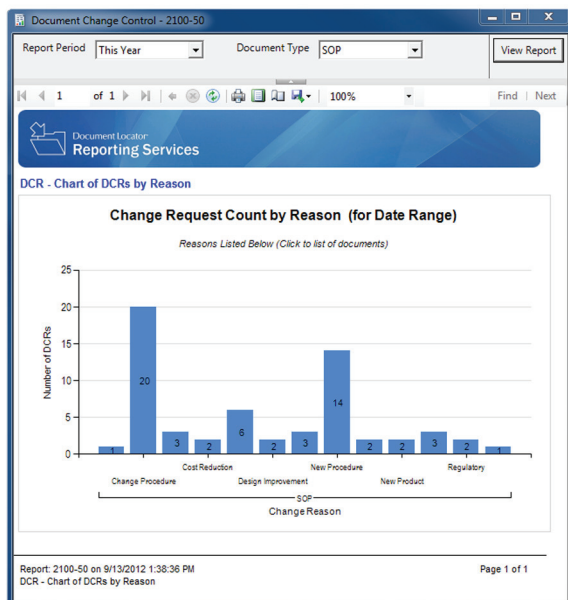 Document Change Control - 2100-50
Report Period This Year Document Type SOP View Report
1 of 1 100% Find | Next
Document Locator
Reporting Services
DCR - Chart of DCRs by Reason
Change Request Count by Reason (for Date Range)
Reasons Listed Below (Click to list of documents)
25
20
15
10
5
0
Number of DCRs
1 20 3 2 6 2 3 14 2 2 3 2 1
Cost Reduction New Procedure Regulatory
Change Procedure Design Improvement New Product
SOP
Change Reason
Report: 2100-50 on 9/13/2012 1:38:36 PM Page 1 of 1
DCR - Chart of DCRs by Reason